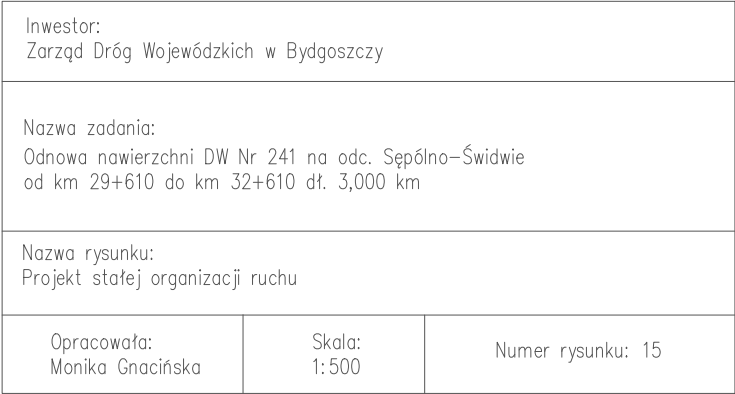 Inwestor:
Zarząd Dróg Wojewódzkich w Bydgoszczy
Nazwa zadania:
Odnowa nawierzchni DW Nr 241 na odc. Sępólno-Świdwie
od km 29+610 do km 32+610 dł. 3,000 km
Nazwa rysunku:
Projekt stałej organizacji ruchu
Opracowała:
Monika Gnacińska
Skala:
1:500
Numer rysunku: 15